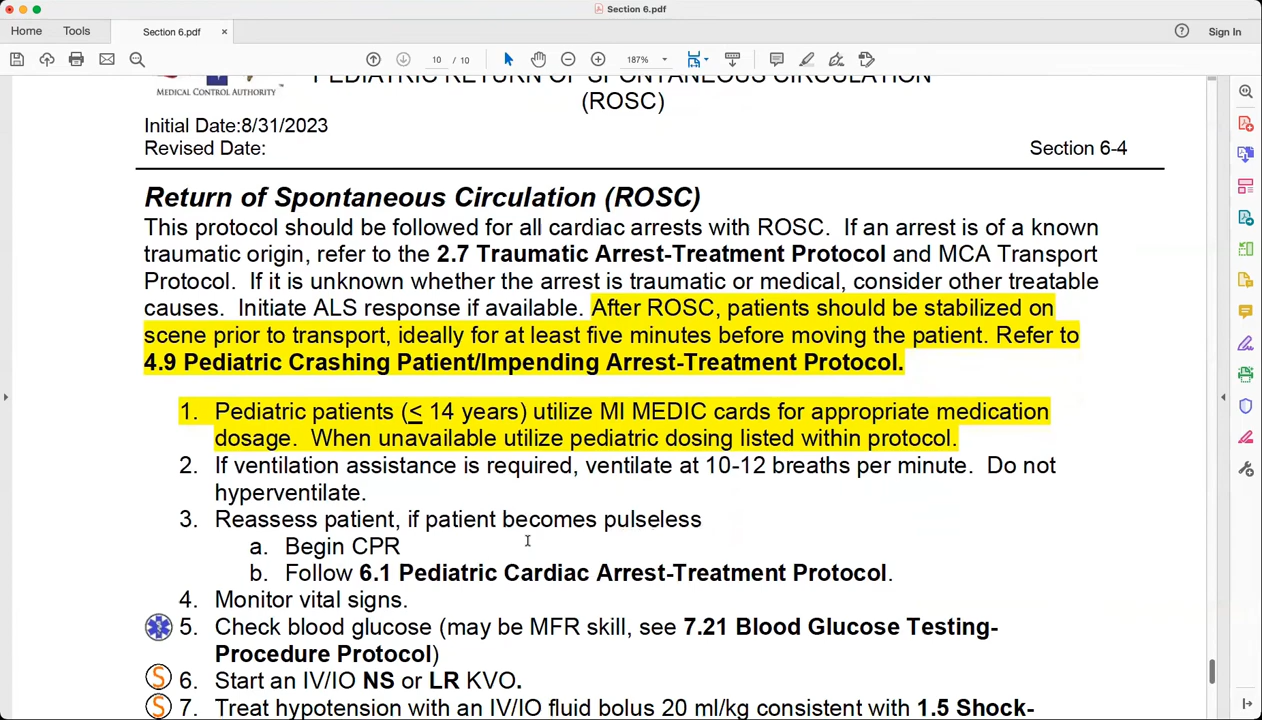 Section 6.pdf
Home
Tools
Section 6.pdf ×
Sign In
10 / 10
187%
PEDIATRIC RETURN OF SPONTANEOUS CIRCULATION
(ROSC)
MEDICAL CONTROL AUTHORITY
Initial Date:8/31/2023
Revised Date:
Section 6-4
Return of Spontaneous Circulation (ROSC)
This protocol should be followed for all cardiac arrests with ROSC.  If an arrest is of a known
traumatic origin, refer to the 2.7 Traumatic Arrest-Treatment Protocol and MCA Transport
Protocol.  If it is unknown whether the arrest is traumatic or medical, consider other treatable
causes.  Initiate ALS response if available.  After ROSC, patients should be stabilized on
scene prior to transport, ideally for at least five minutes before moving the patient. Refer to
4.9 Pediatric Crashing Patient/Impending Arrest-Treatment Protocol.
1. Pediatric patients (< 14 years) utilize MI MEDIC cards for appropriate medication
dosage.  When unavailable utilize pediatric dosing listed within protocol.
2. If ventilation assistance is required, ventilate at 10-12 breaths per minute.  Do not
hyperventilate.
3. Reassess patient, if patient becomes pulseless
a. Begin CPR
b. Follow 6.1 Pediatric Cardiac Arrest-Treatment Protocol.
4. Monitor vital signs.
5. Check blood glucose (may be MFR skill, see 7.21 Blood Glucose Testing-
Procedure Protocol)
S 6. Start an IV/IO NS or LR KVO.
S 7. Treat hypotension with an IV/IO fluid bolus 20 ml/kg consistent with 1.5 Shock-